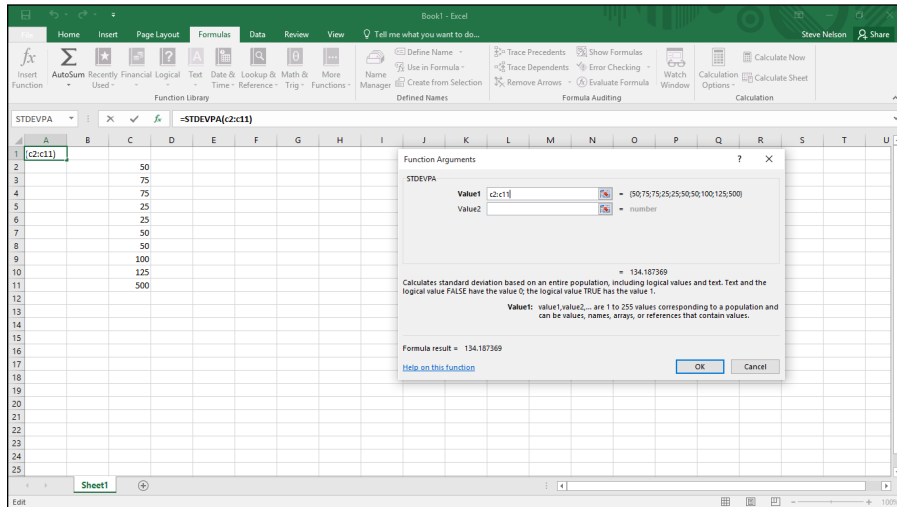 Book1 - Excel
File Home Insert Page Layout Formulas Data Review View Tell me what you want to do... Steve Nelson Share
fx Insert Function
Σ AutoSum
Recently Used
Financial
Logical
? 
A Text
Date & Time
Lookup & Reference
θ Math & Trig
More Functions
Function Library
Name Manager
Define Name
Use in Formula
Create from Selection
Defined Names
Trace Precedents
Trace Dependents
Remove Arrows
Show Formulas
Error Checking
Evaluate Formula
Watch Window
Formula Auditing
Calculation Options
Calculate Now
Calculate Sheet
Calculation
STDEVPA fx =STDEVPA(c2:c11)
A B C D E F G H I J K L M N O P Q R S T U
1 (c2:c11)
2 50
3 75
4 75
5 25
6 25
7 50
8 50
9 100
10 125
11 500
12
13
14
15
16
17
18
19
20
21
22
23
24
25
Function Arguments ? ×
STDEVPA
Value1 c2:c11 = {50;75;75;25;25;50;50;100;125;500}
Value2 = number
= 134.187369
Calculates standard deviation based on an entire population, including logical values and text. Text and the
logical value FALSE have the value 0; the logical value TRUE has the value 1.
Value1: value1,value2,... are 1 to 255 values corresponding to a population and
can be values, names, arrays, or references that contain values.
Formula result = 134.187369
Help on this function OK Cancel
Sheet1
Edit 100%